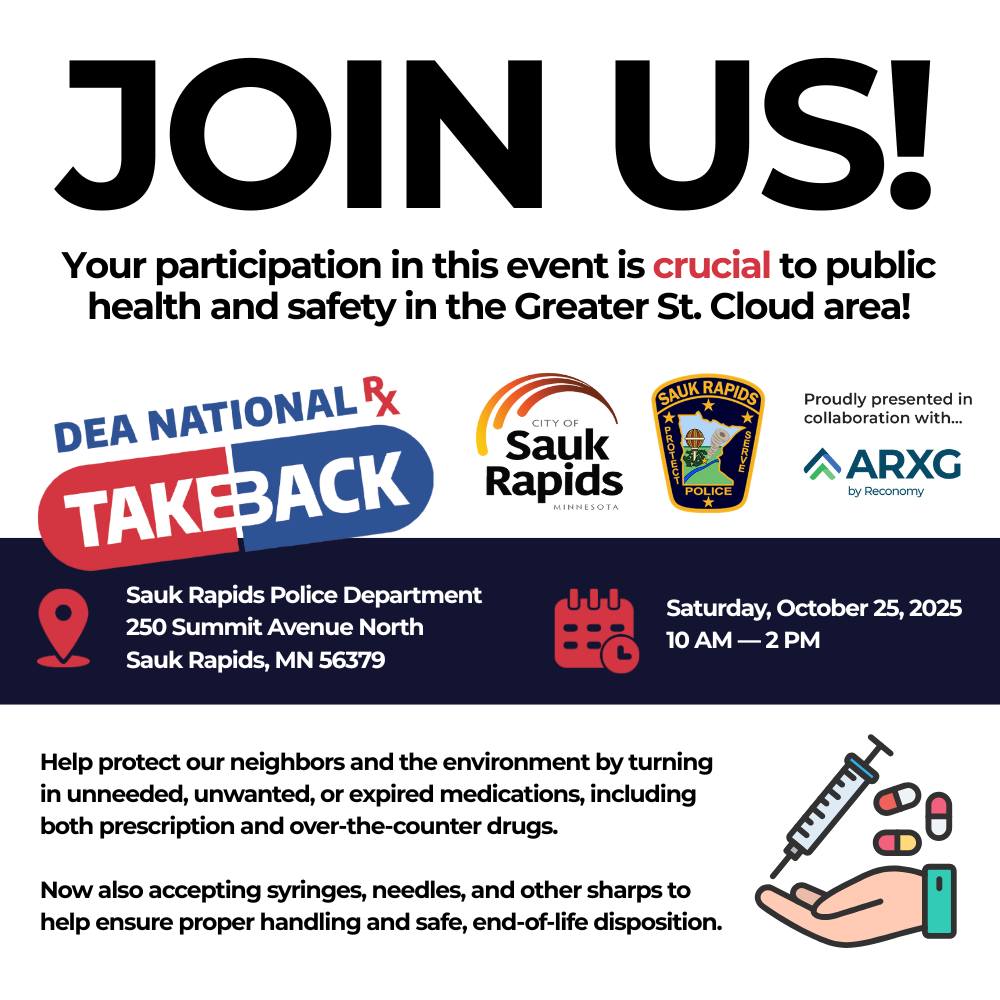 JOIN US!
Your participation in this event is crucial to public
health and safety in the Greater St. Cloud area!
DEA NATIONAL Rx
TAKEBACK
CITY OF
Sauk
Rapids
MINNESOTA
SAUK RAPIDS
PROTECT
SERVE
POLICE
Proudly presented in
collaboration with...
ARXG
by Reconomy
Sauk Rapids Police Department
250 Summit Avenue North
Sauk Rapids, MN 56379
Saturday, October 25, 2025
10 AM — 2 PM
Help protect our neighbors and the environment by turning
in unneeded, unwanted, or expired medications, including
both prescription and over-the-counter drugs.
Now also accepting syringes, needles, and other sharps to
help ensure proper handling and safe, end-of-life disposition.